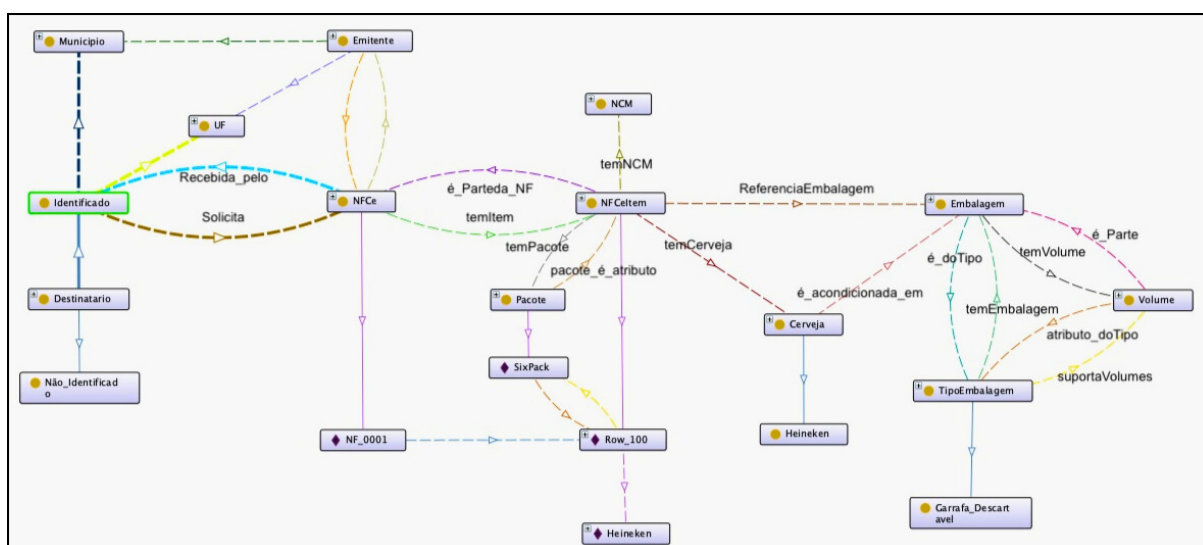 Municipio
Emitente
UF
NCM
temNCM
Recebida_pelo
é_Parteda_NF
ReferenciaEmbalagem
Identificado
NFCe
NFCeItem
Embalagem
Solicita
temItem
temPacote
temCerveja
é_doTipo
temVolume
é_Parte
pacote_é_atributo
Destinatario
Pacote
é_acondicionada_em
temEmbalagem
Volume
Cerveja
atributo_doTipo
SixPack
suportaVolumes
Não_Identificad
o
TipoEmbalagem
NF_0001
Row_100
Heineken
Garrafa_Descart
avel
Heineken